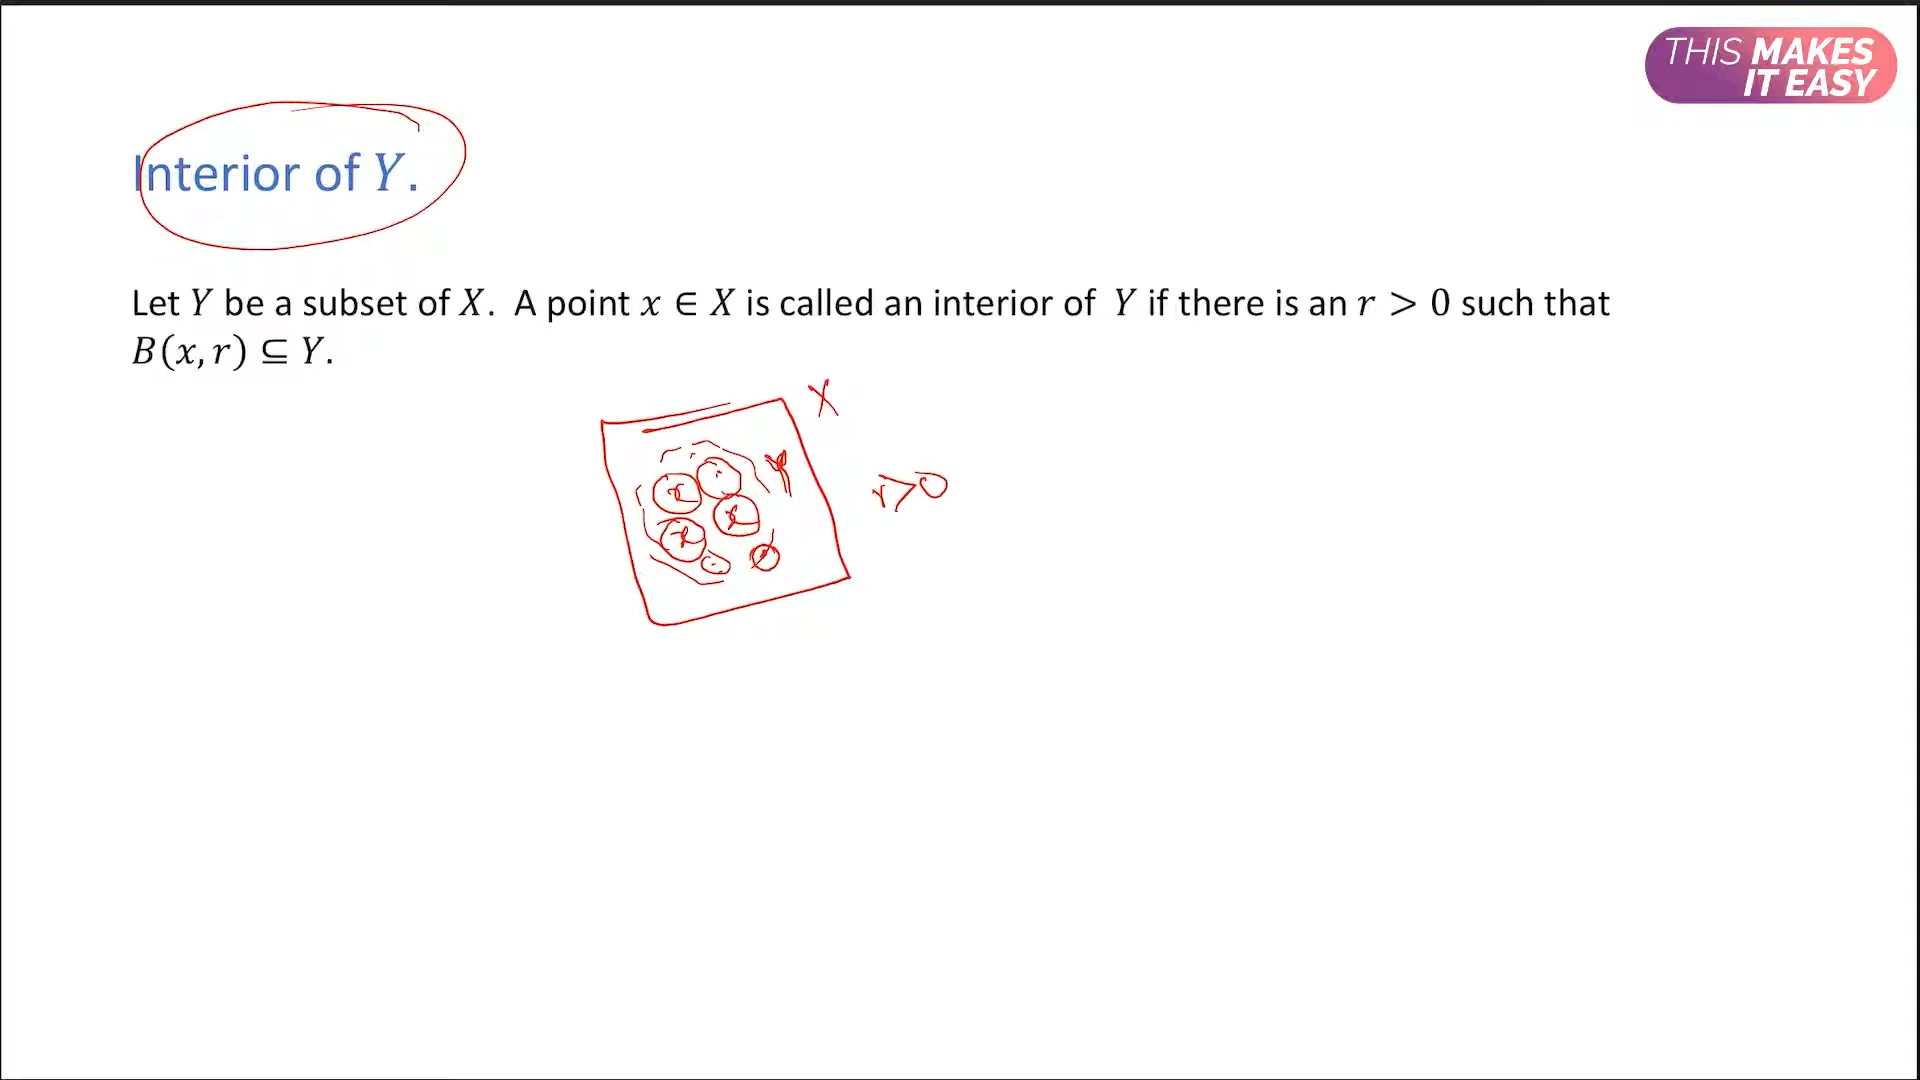 THIS MAKES
IT EASY
Interior of Y.
Let Y be a subset of X. A point x ∈ X is called an interior of Y if there is an r > 0 such that
B(x, r) ⊆ Y.
X
r>0
x
x
x